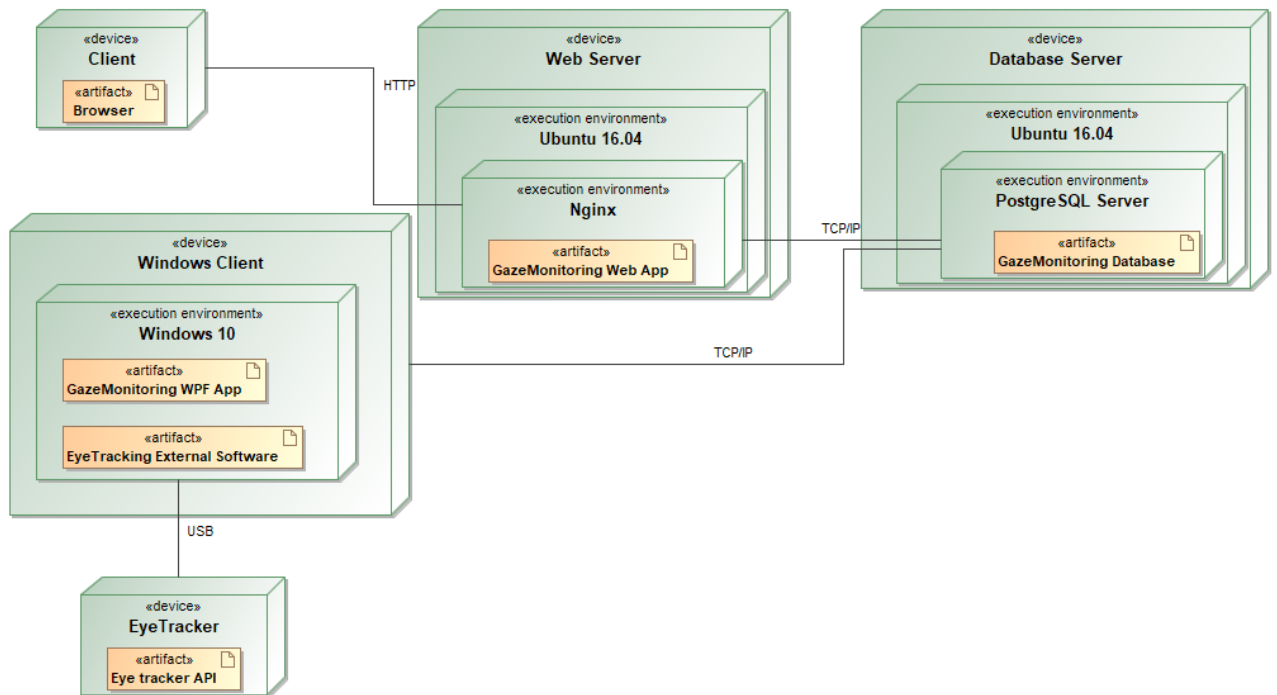 «device»
Client
«artifact»
Browser
HTTP
«device»
Web Server
«execution environment»
Ubuntu 16.04
«execution environment»
Nginx
«artifact»
GazeMonitoring Web App
TCP/IP
«device»
Database Server
«execution environment»
Ubuntu 16.04
«execution environment»
PostgreSQL Server
«artifact»
GazeMonitoring Database
«device»
Windows Client
«execution environment»
Windows 10
«artifact»
GazeMonitoring WPF App
«artifact»
EyeTracking External Software
TCP/IP
USB
«device»
EyeTracker
«artifact»
Eye tracker API